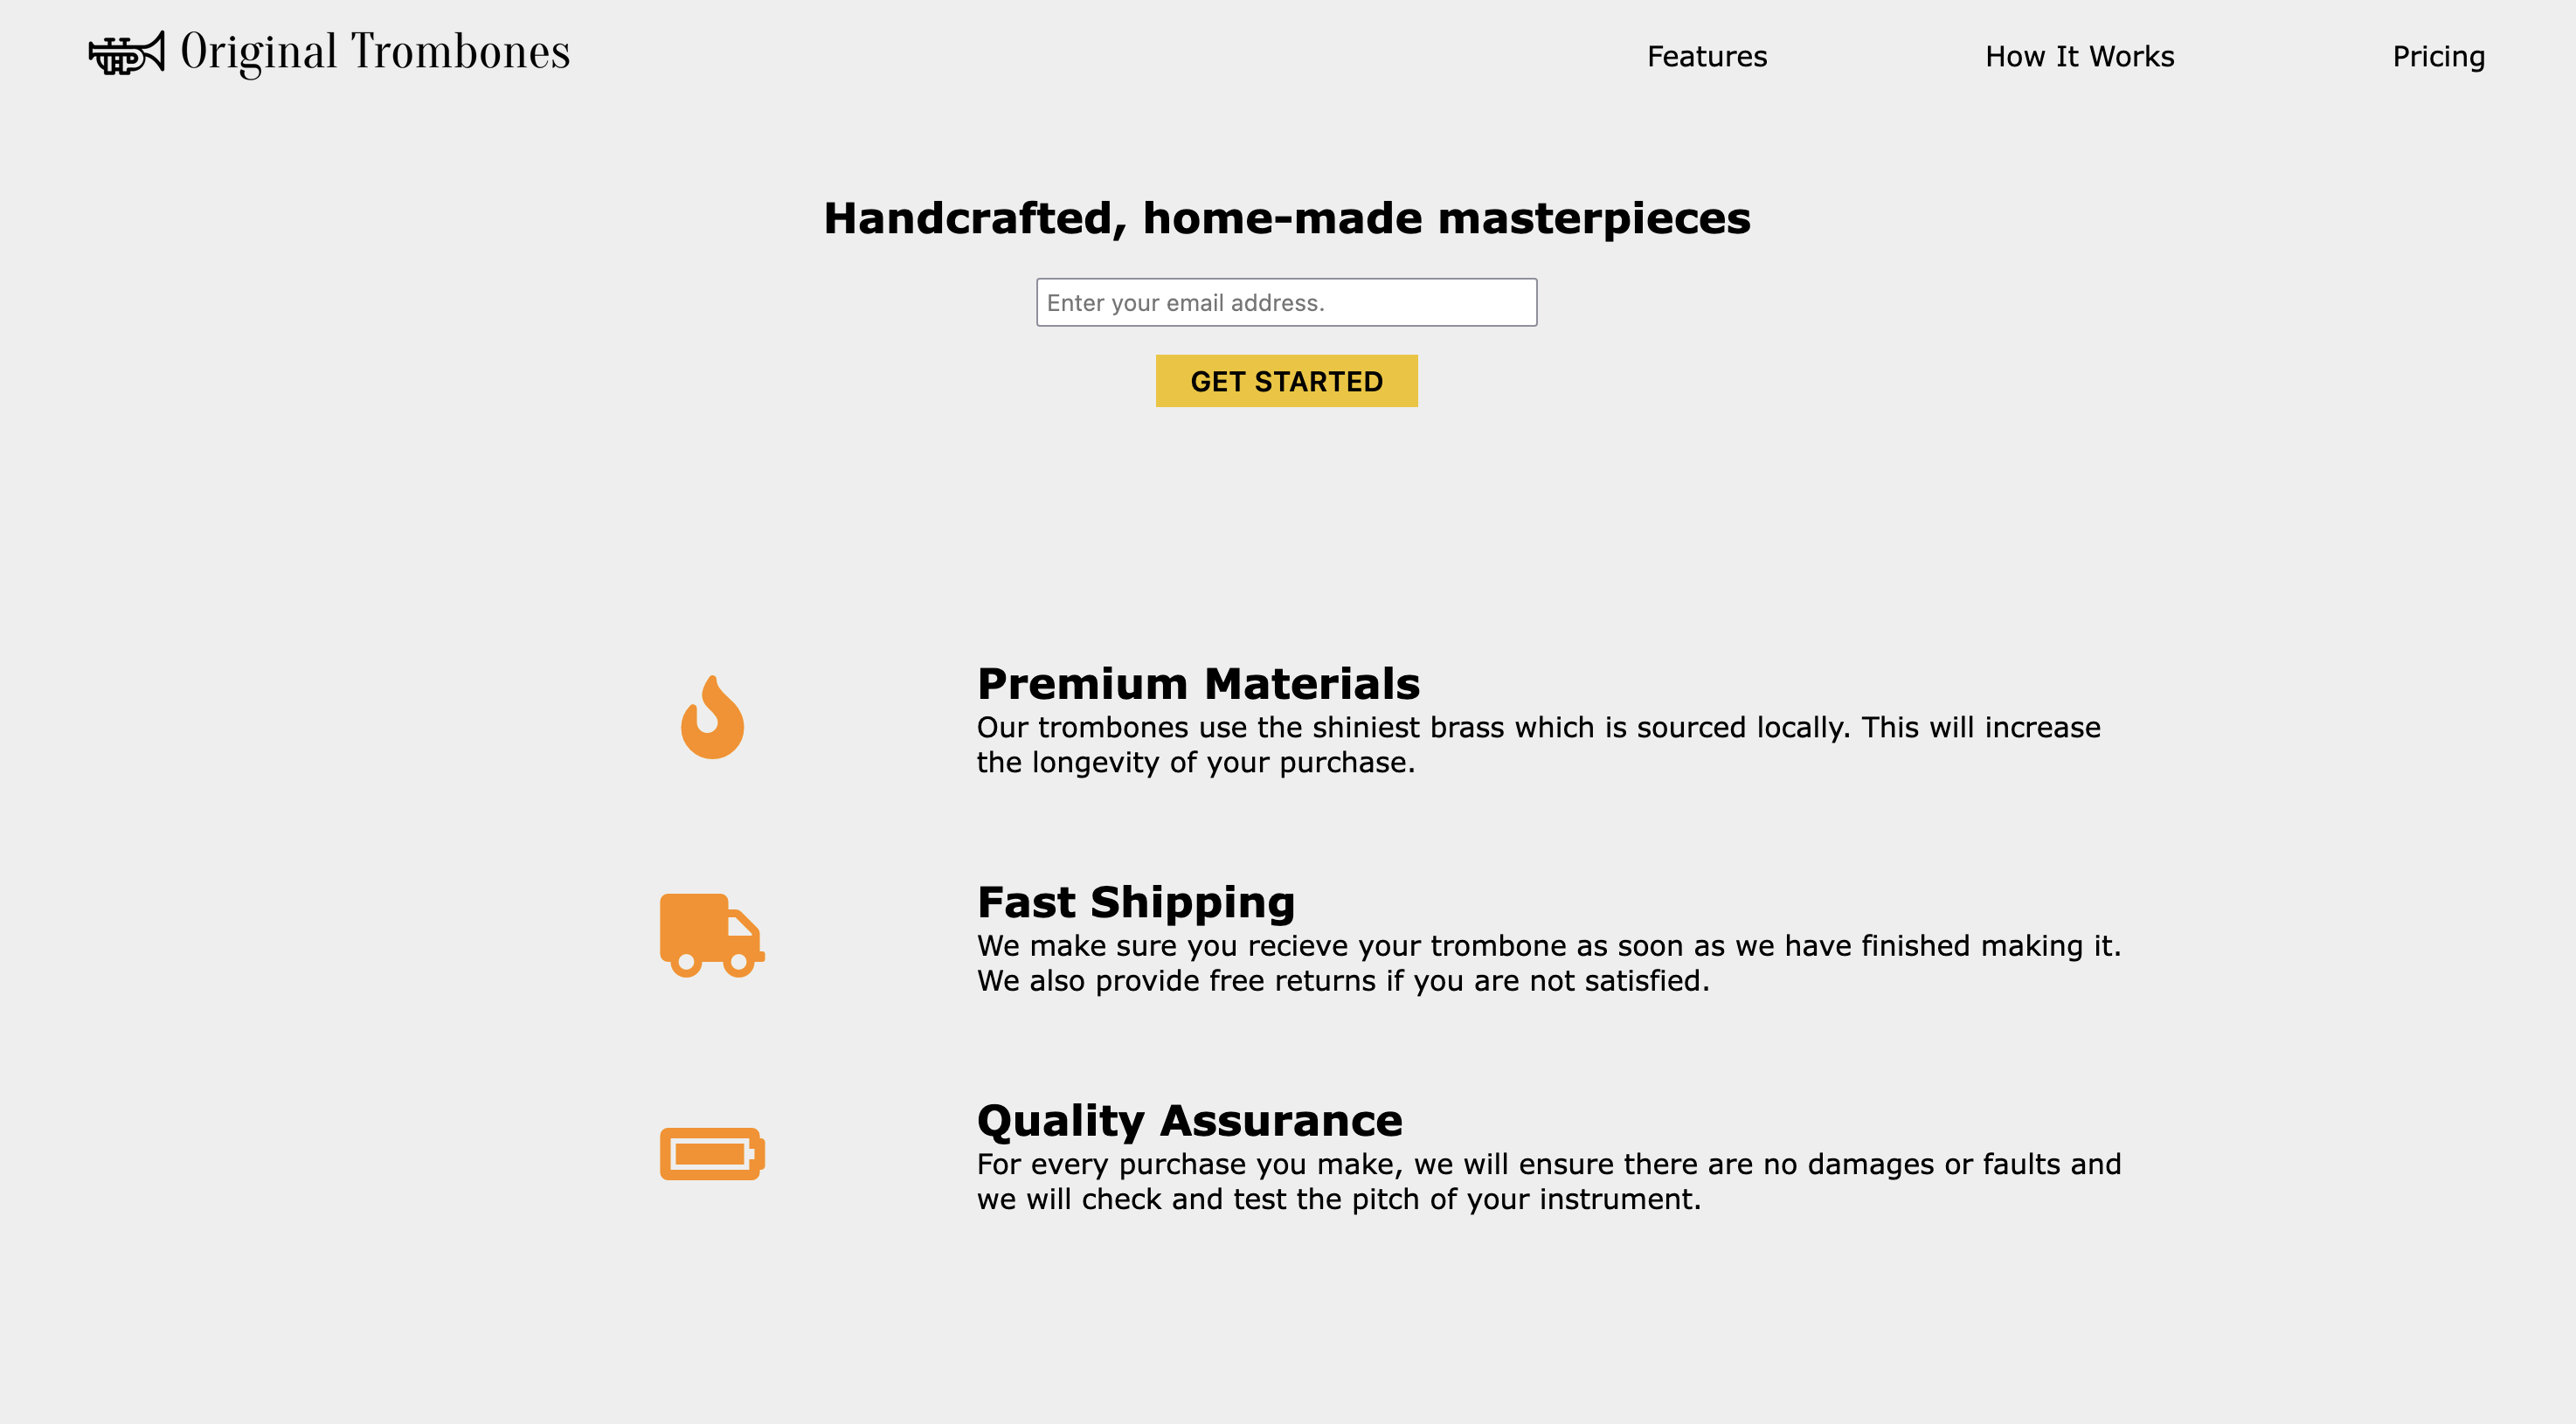 Original Trombones
Features
How It Works
Pricing
Handcrafted, home-made masterpieces
Enter your email address.
GET STARTED
Premium Materials
Our trombones use the shiniest brass which is sourced locally. This will increase
the longevity of your purchase.
Fast Shipping
We make sure you recieve your trombone as soon as we have finished making it.
We also provide free returns if you are not satisfied.
Quality Assurance
For every purchase you make, we will ensure there are no damages or faults and
we will check and test the pitch of your instrument.